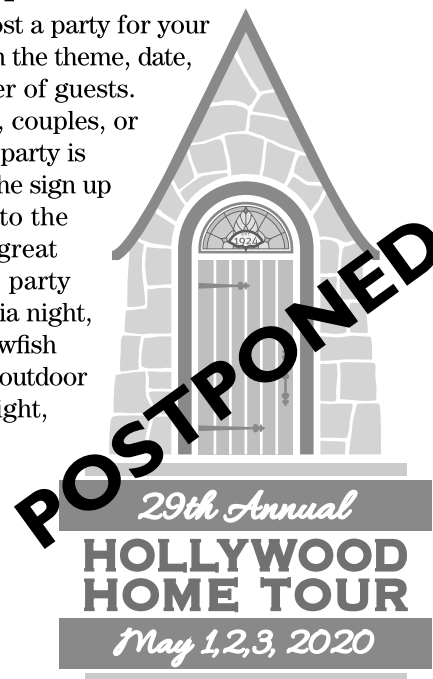 ost a party for your
the theme, date,
er of guests.
, couples, or
party is
he sign up
to the
great
party
ia night,
wfish
outdoor
ight,
1924
POSTPONED
29th Annual
HOLLYWOOD
HOME TOUR
May 1,2,3, 2020